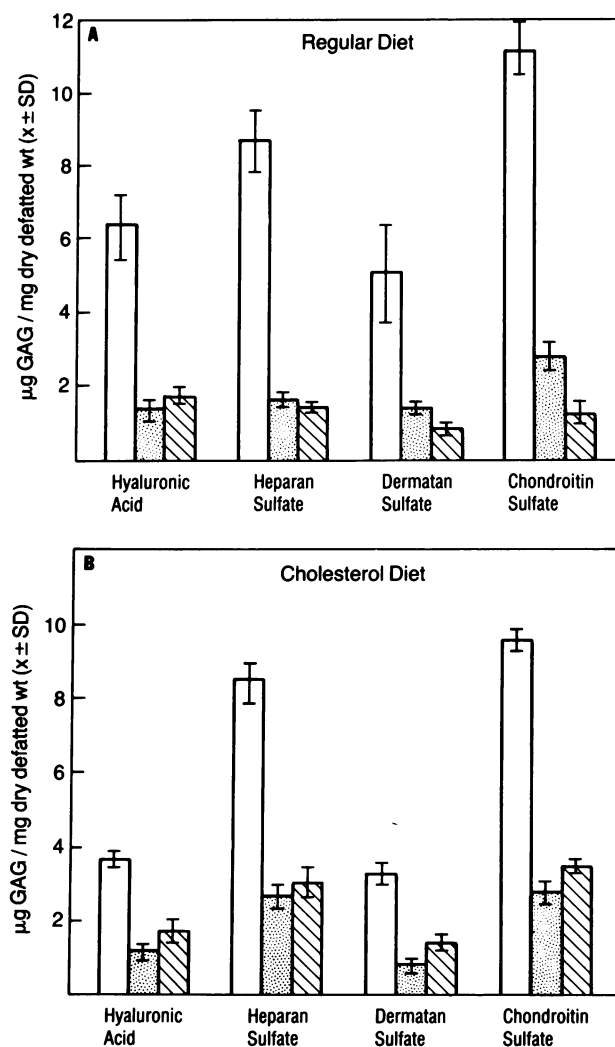 A
Regular Diet
12
10
8
6
4
2
μg GAG / mg dry defatted wt (x ± SD)
Hyaluronic
Acid
Heparan
Sulfate
Dermatan
Sulfate
Chondroitin
Sulfate
B
Cholesterol Diet
10
8
6
4
2
μg GAG / mg dry defatted wt (x ± SD)
Hyaluronic
Acid
Heparan
Sulfate
Dermatan
Sulfate
Chondroitin
Sulfate